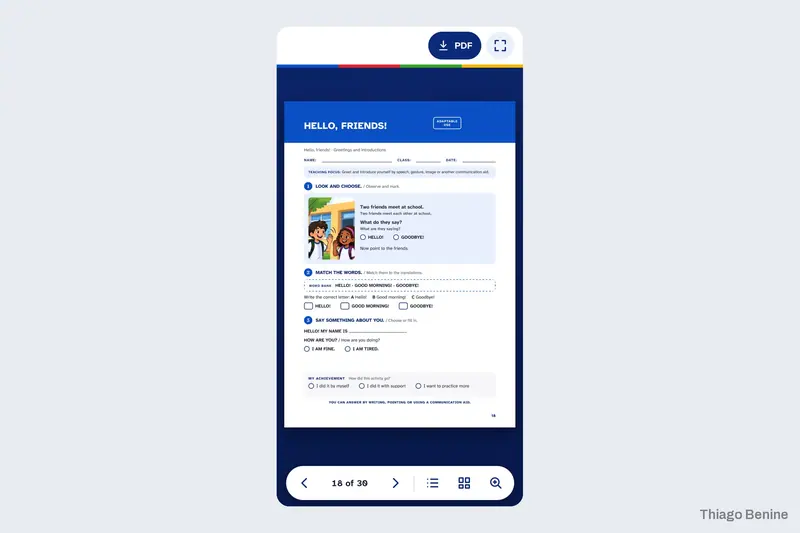 PDF
HELLO, FRIENDS!
ADAPTABLE
USE
Hello, friends! · Greetings and introductions
NAME: CLASS: DATE:
TEACHING FOCUS: Greet and introduce yourself by speech, gesture, image or another communication aid.
1 LOOK AND CHOOSE. / Observe and mark.
Two friends meet at school.
Two friends meet each other at school.
What do they say?
What are they saying?
HELLO! GOODBYE!
Now point to the friends.
2 MATCH THE WORDS. / Match them to the translations.
WORD BANK HELLO! · GOOD MORNING! · GOODBYE!
Write the correct letter: A Hello! B Good morning! C Goodbye!
HELLO! GOOD MORNING! GOODBYE!
3 SAY SOMETHING ABOUT YOU. / Choose or fill in.
HELLO! MY NAME IS
HOW ARE YOU? / How are you doing?
I AM FINE. I AM TIRED.
MY ACHIEVEMENT How did the activity go?
I did it by myself I did it with support I want to practice more
YOU CAN ANSWER BY WRITING, POINTING OR USING A COMMUNICATION AID.
18
18 of 30
Thiago Benine